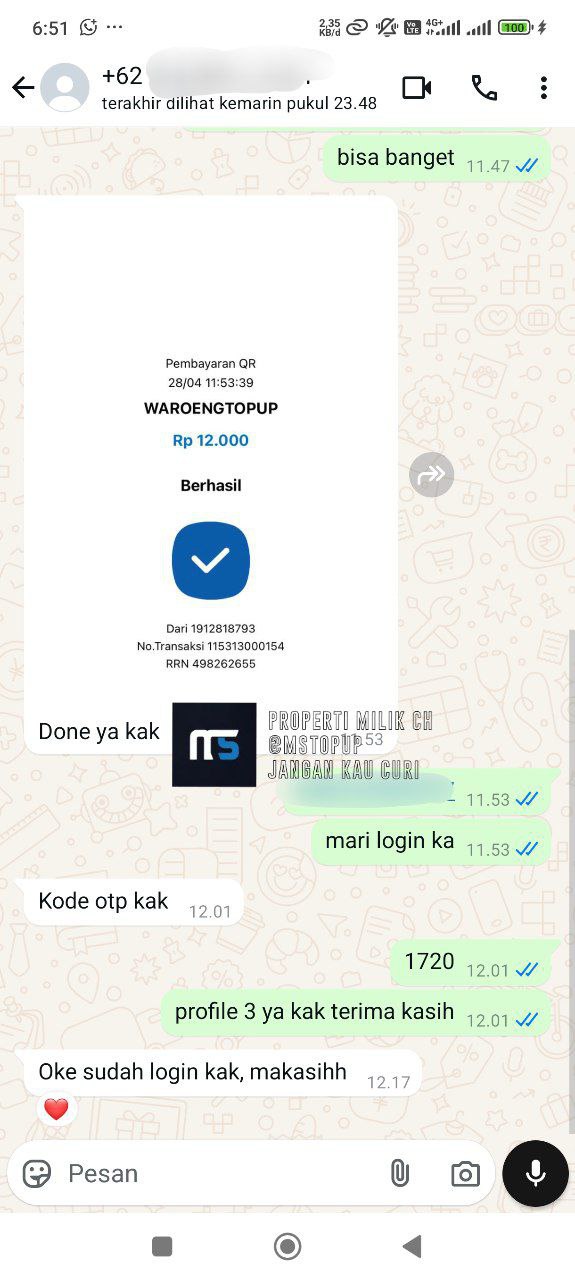 6:51
2,35 KB/d
Vo LTE
4G+
100
+62
terakhir dilihat kemarin pukul 23.48
bisa banget 11.47
Pembayaran QR
28/04 11:53:39
WAROENGTOPUP
Rp 12.000
Berhasil
Dari 1912818793
No.Transaksi 115313000154
RRN 498262655
Done ya kak 11.53
MS
PROPERTI MILIK CH
@MSTOPUP
JANGAN KAU CURI
11.53
mari login ka 11.53
Kode otp kak 12.01
1720 12.01
profile 3 ya kak terima kasih 12.01
Oke sudah login kak, makasihh 12.17
Pesan